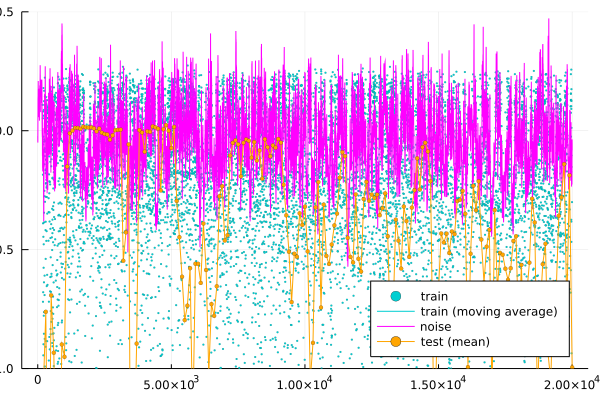 0.5
0.0
0.5
1.0
0
5.00×10³
1.00×10⁴
1.50×10⁴
2.00×10⁴
train
train (moving average)
noise
test (mean)